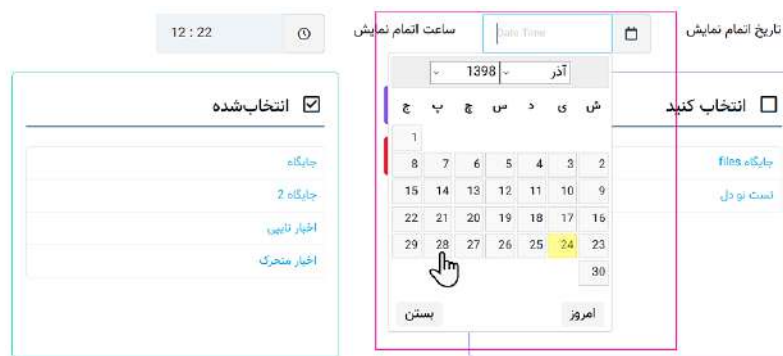 تاریخ اتمام نمایش
Date Time
ساعت اتمام نمایش
12 : 22
آذر 1398
ش ی د س چ پ ج
1
2 3 4 5 6 7 8
9 10 11 12 13 14 15
16 17 18 19 20 21 22
23 24 25 26 27 28 29
30
امروز بستن
انتخاب کنید
جایگاه files
تست نو دل
انتخاب‌شده
جایگاه
جایگاه 2
اخبار تایپی
اخبار متحرک